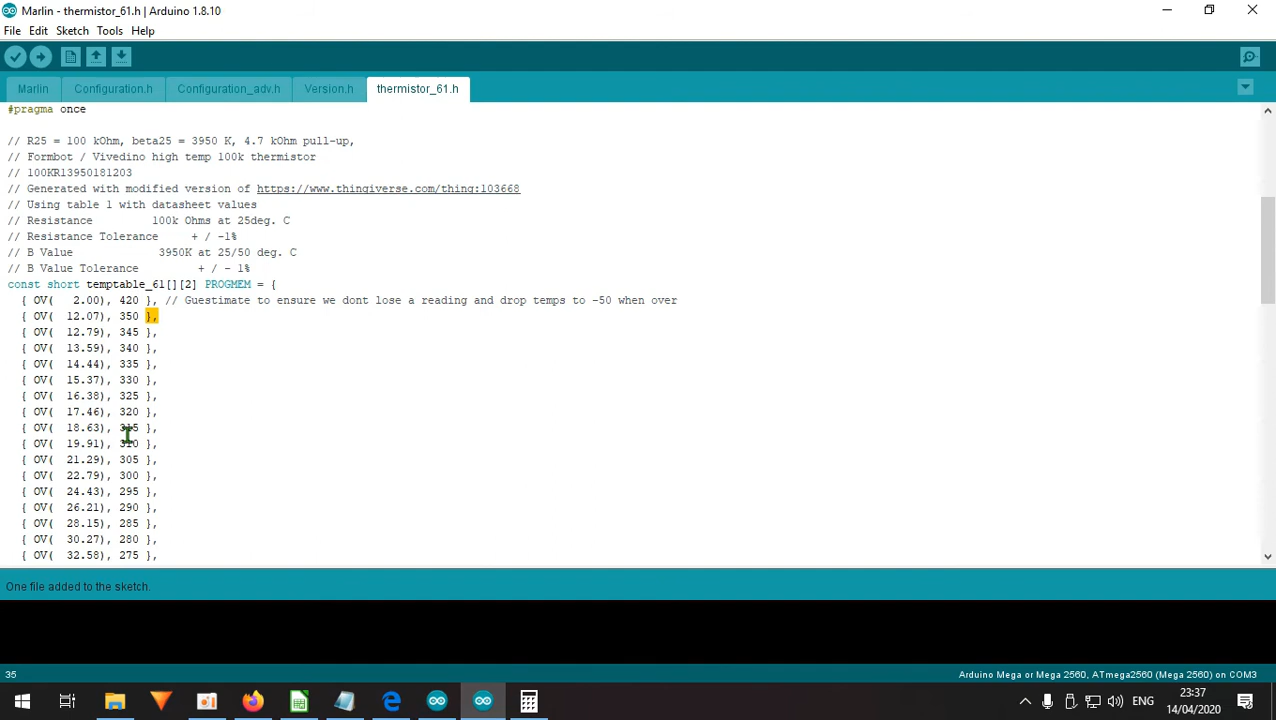 Marlin - thermistor_61.h | Arduino 1.8.10
File Edit Sketch Tools Help
Marlin Configuration.h Configuration_adv.h Version.h thermistor_61.h
#pragma once
// R25 = 100 kOhm, beta25 = 3950 K, 4.7 kOhm pull-up,
// Formbot / Vivedino high temp 100k thermistor
// 100KR13950181203
// Generated with modified version of https://www.thingiverse.com/thing:103668
// Using table 1 with datasheet values
// Resistance 100k Ohms at 25deg. C
// Resistance Tolerance + / -1%
// B Value 3950K at 25/50 deg. C
// B Value Tolerance + / - 1%
const short temptable_61[][2] PROGMEM = {
{ OV( 2.00), 420 }, // Guestimate to ensure we dont lose a reading and drop temps to -50 when over
{ OV( 12.07), 350 },
{ OV( 12.79), 345 },
{ OV( 13.59), 340 },
{ OV( 14.44), 335 },
{ OV( 15.37), 330 },
{ OV( 16.38), 325 },
{ OV( 17.46), 320 },
{ OV( 18.63), 315 },
{ OV( 19.91), 310 },
{ OV( 21.29), 305 },
{ OV( 22.79), 300 },
{ OV( 24.43), 295 },
{ OV( 26.21), 290 },
{ OV( 28.15), 285 },
{ OV( 30.27), 280 },
{ OV( 32.58), 275 },
One file added to the sketch.
35 Arduino Mega or Mega 2560, ATmega2560 (Mega 2560) on COM3
ENG 23:37
14/04/2020